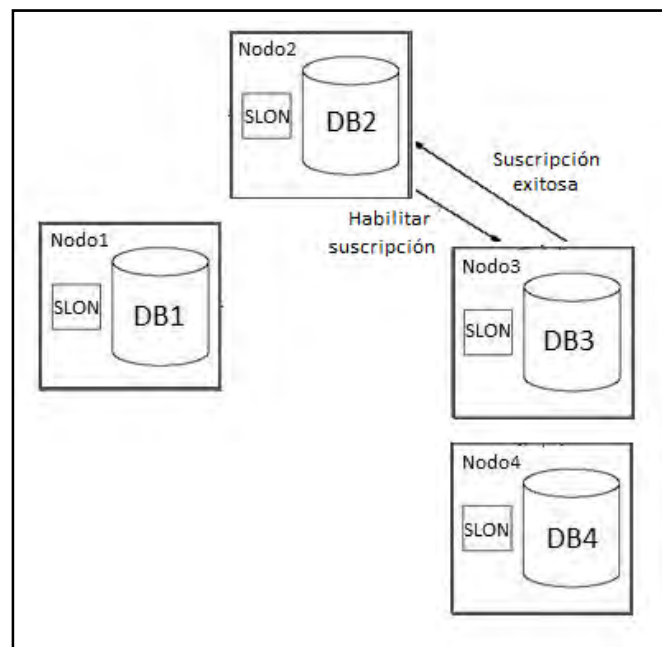 Nodo2
SLON
DB2
Suscripción
exitosa
Habilitar
suscripción
Nodo1
SLON
DB1
Nodo3
SLON
DB3
Nodo4
SLON
DB4